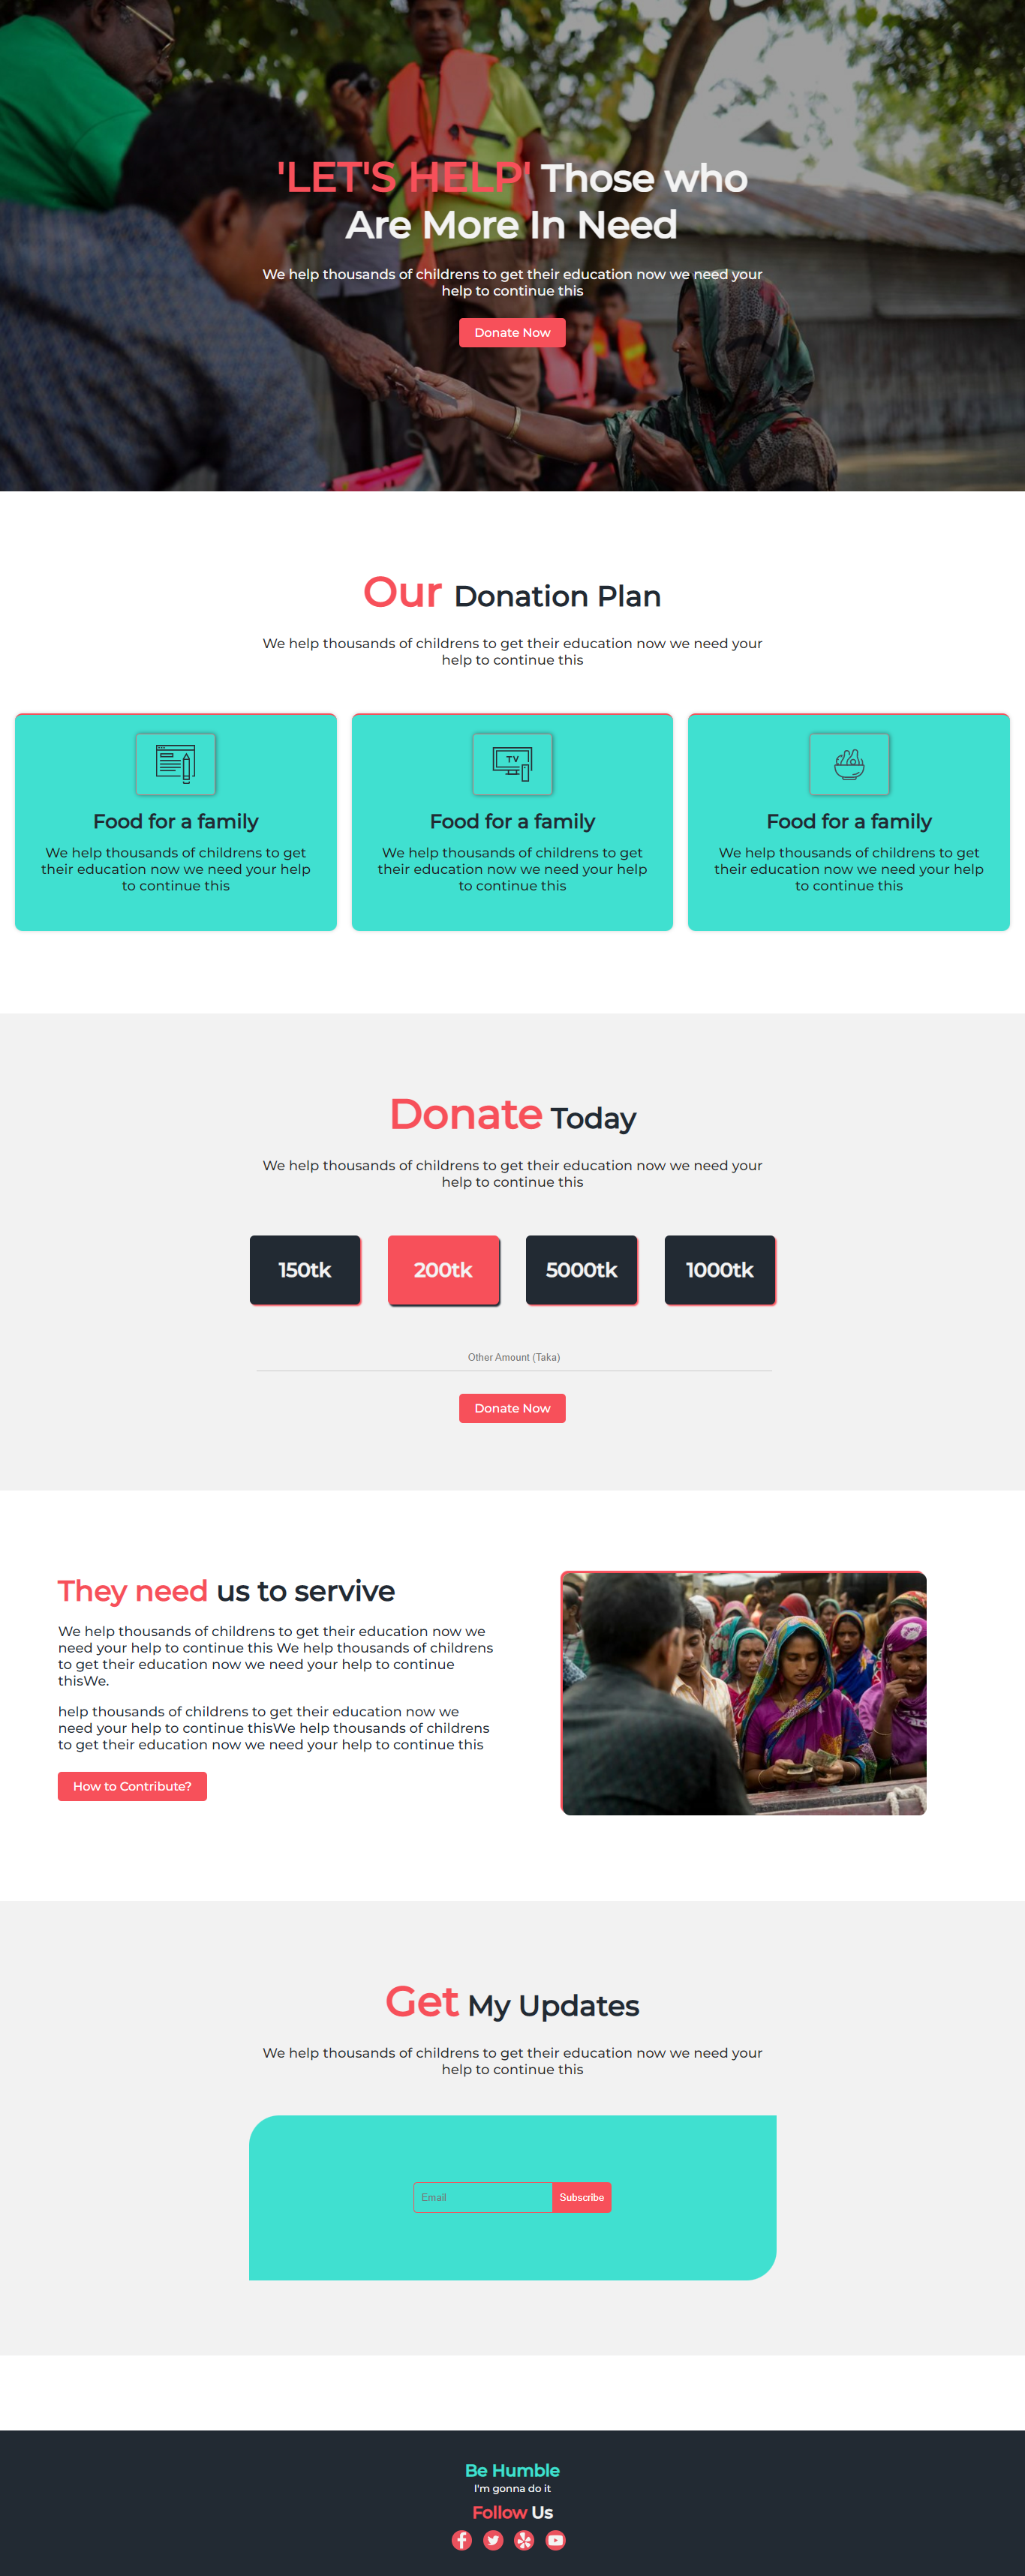 'LET'S HELP' Those who
Are More In Need
We help thousands of childrens to get their education now we need your
help to continue this
Donate Now
Our Donation Plan
We help thousands of childrens to get their education now we need your
help to continue this
TV
Food for a family
We help thousands of childrens to get
their education now we need your help
to continue this
Food for a family
We help thousands of childrens to get
their education now we need your help
to continue this
Food for a family
We help thousands of childrens to get
their education now we need your help
to continue this
Donate Today
We help thousands of childrens to get their education now we need your
help to continue this
150tk
200tk
5000tk
1000tk
Other Amount (Taka)
Donate Now
They need us to servive
We help thousands of childrens to get their education now we
need your help to continue this We help thousands of childrens
to get their education now we need your help to continue
thisWe.
help thousands of childrens to get their education now we
need your help to continue thisWe help thousands of childrens
to get their education now we need your help to continue this
How to Contribute?
Get My Updates
We help thousands of childrens to get their education now we need your
help to continue this
Email
Subscribe
Be Humble
I'm gonna do it
Follow Us